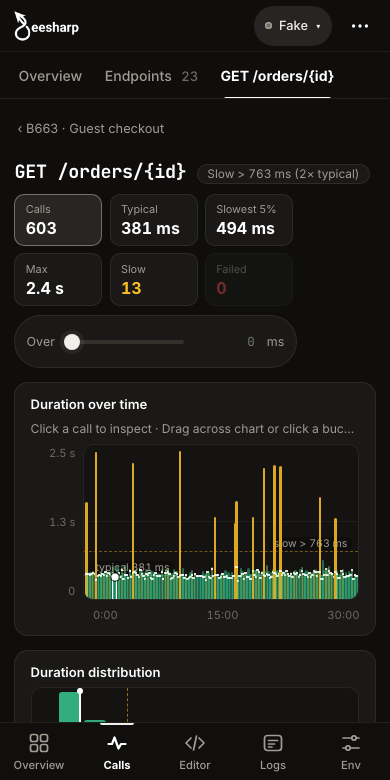 eesharp
Fake
Overview Endpoints 23 GET /orders/{id}
‹ B663 · Guest checkout
GET /orders/{id} Slow > 763 ms (2× typical)
Calls Typical Slowest 5%
603 381 ms 494 ms
Max Slow Failed
2.4 s 13 0
Over 0 ms
Duration over time
Click a call to inspect · Drag across chart or click a buc...
2.5 s
1.3 s
slow > 763 ms
typical 381 ms
0
0:00 15:00 30:00
Duration distribution
Overview Calls Editor Logs Env